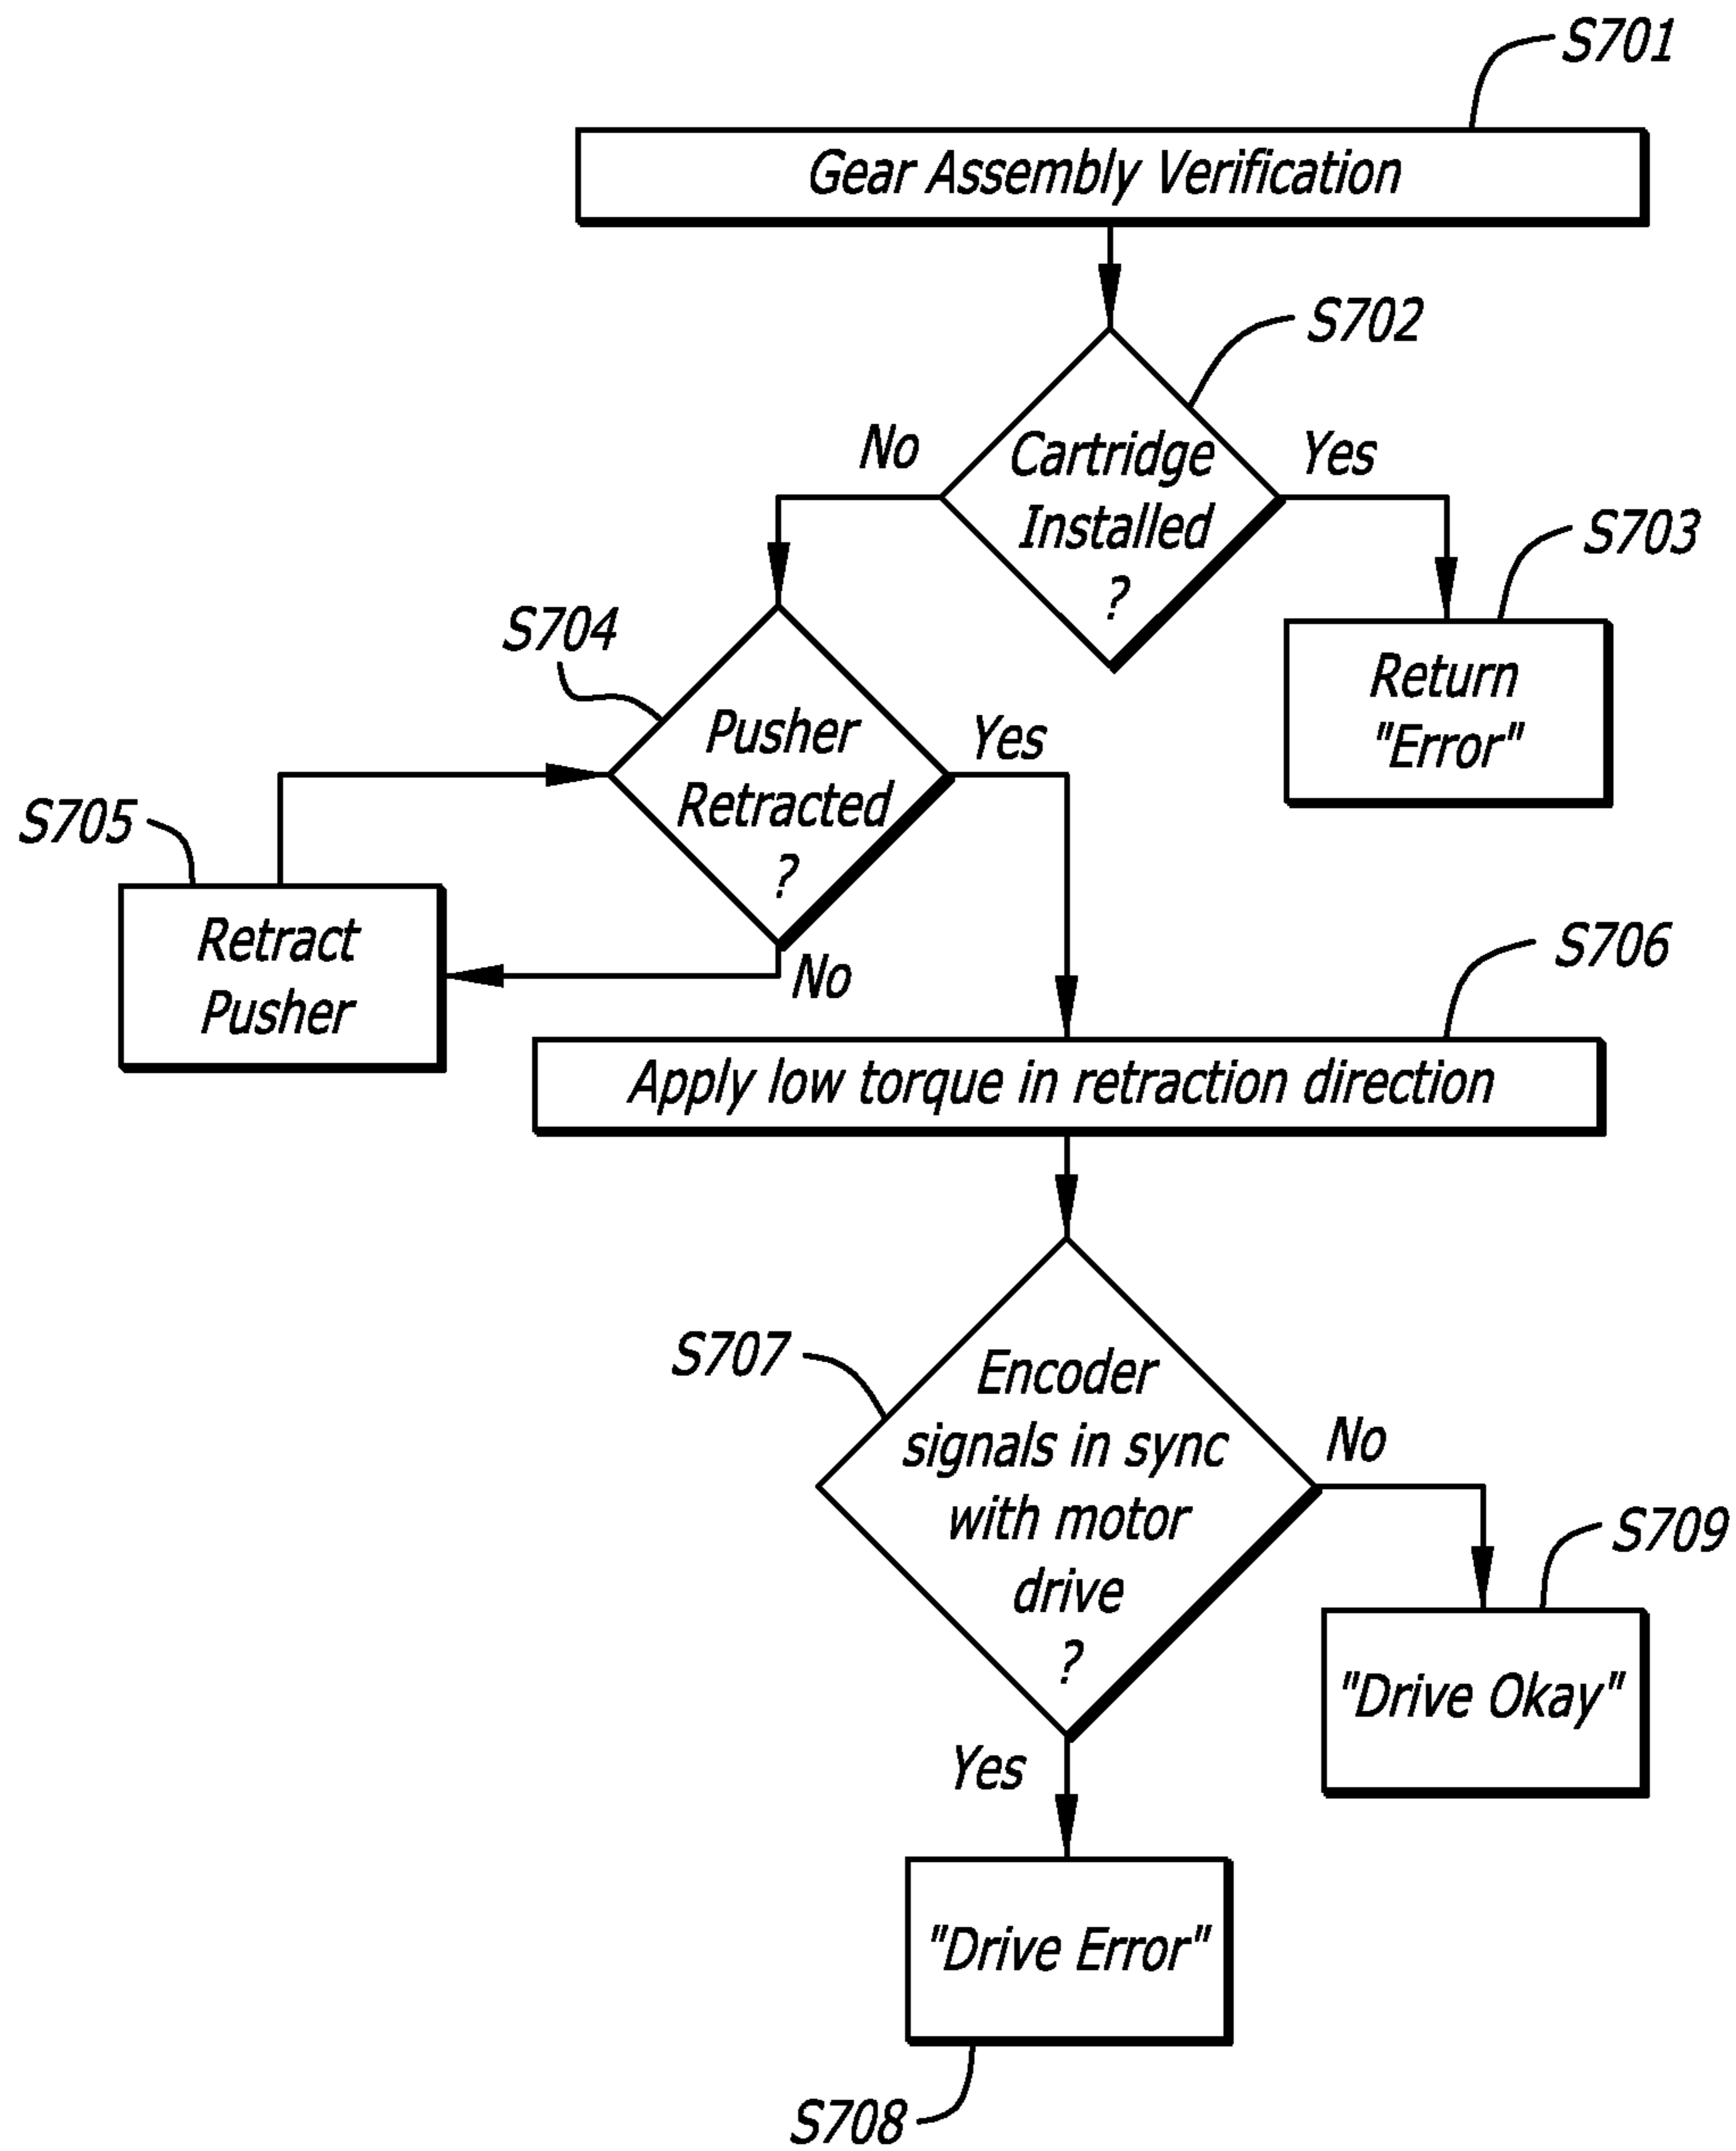 S701
Gear Assembly Verification
S702
No
Cartridge
Installed
?
Yes
S703
Return
"Error"
S704
Pusher
Retracted
?
Yes
No
S705
Retract
Pusher
S706
Apply low torque in retraction direction
S707
Encoder
signals in sync
with motor
drive
?
No
S709
"Drive Okay"
Yes
"Drive Error"
S708